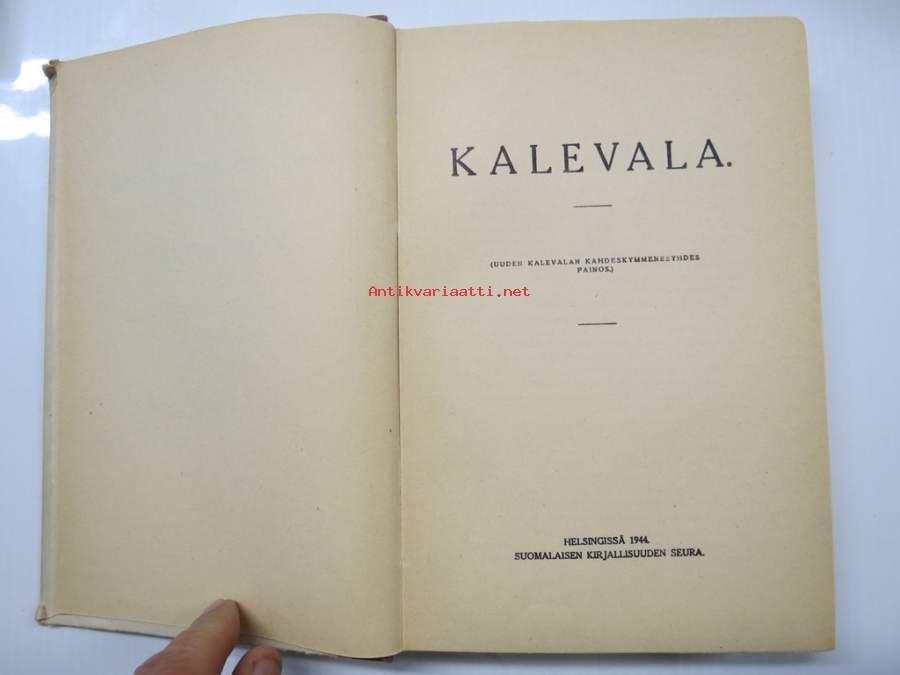 KALEVALA.
(UUDEN KALEVALAN KAHDESKYMMENESYHDES
PAINOS.)
Antikvariaatti.net
HELSINGISSÄ 1944.
SUOMALAISEN KIRJALLISUUDEN SEURA.